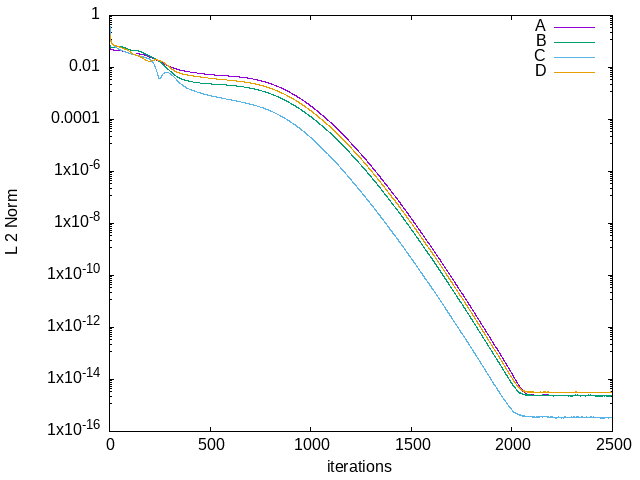 1
0.01
0.0001
1x10⁻⁶
1x10⁻⁸
1x10⁻¹⁰
1x10⁻¹²
1x10⁻¹⁴
1x10⁻¹⁶
L 2 Norm
0 500 1000 1500 2000 2500
iterations
A
B
C
D